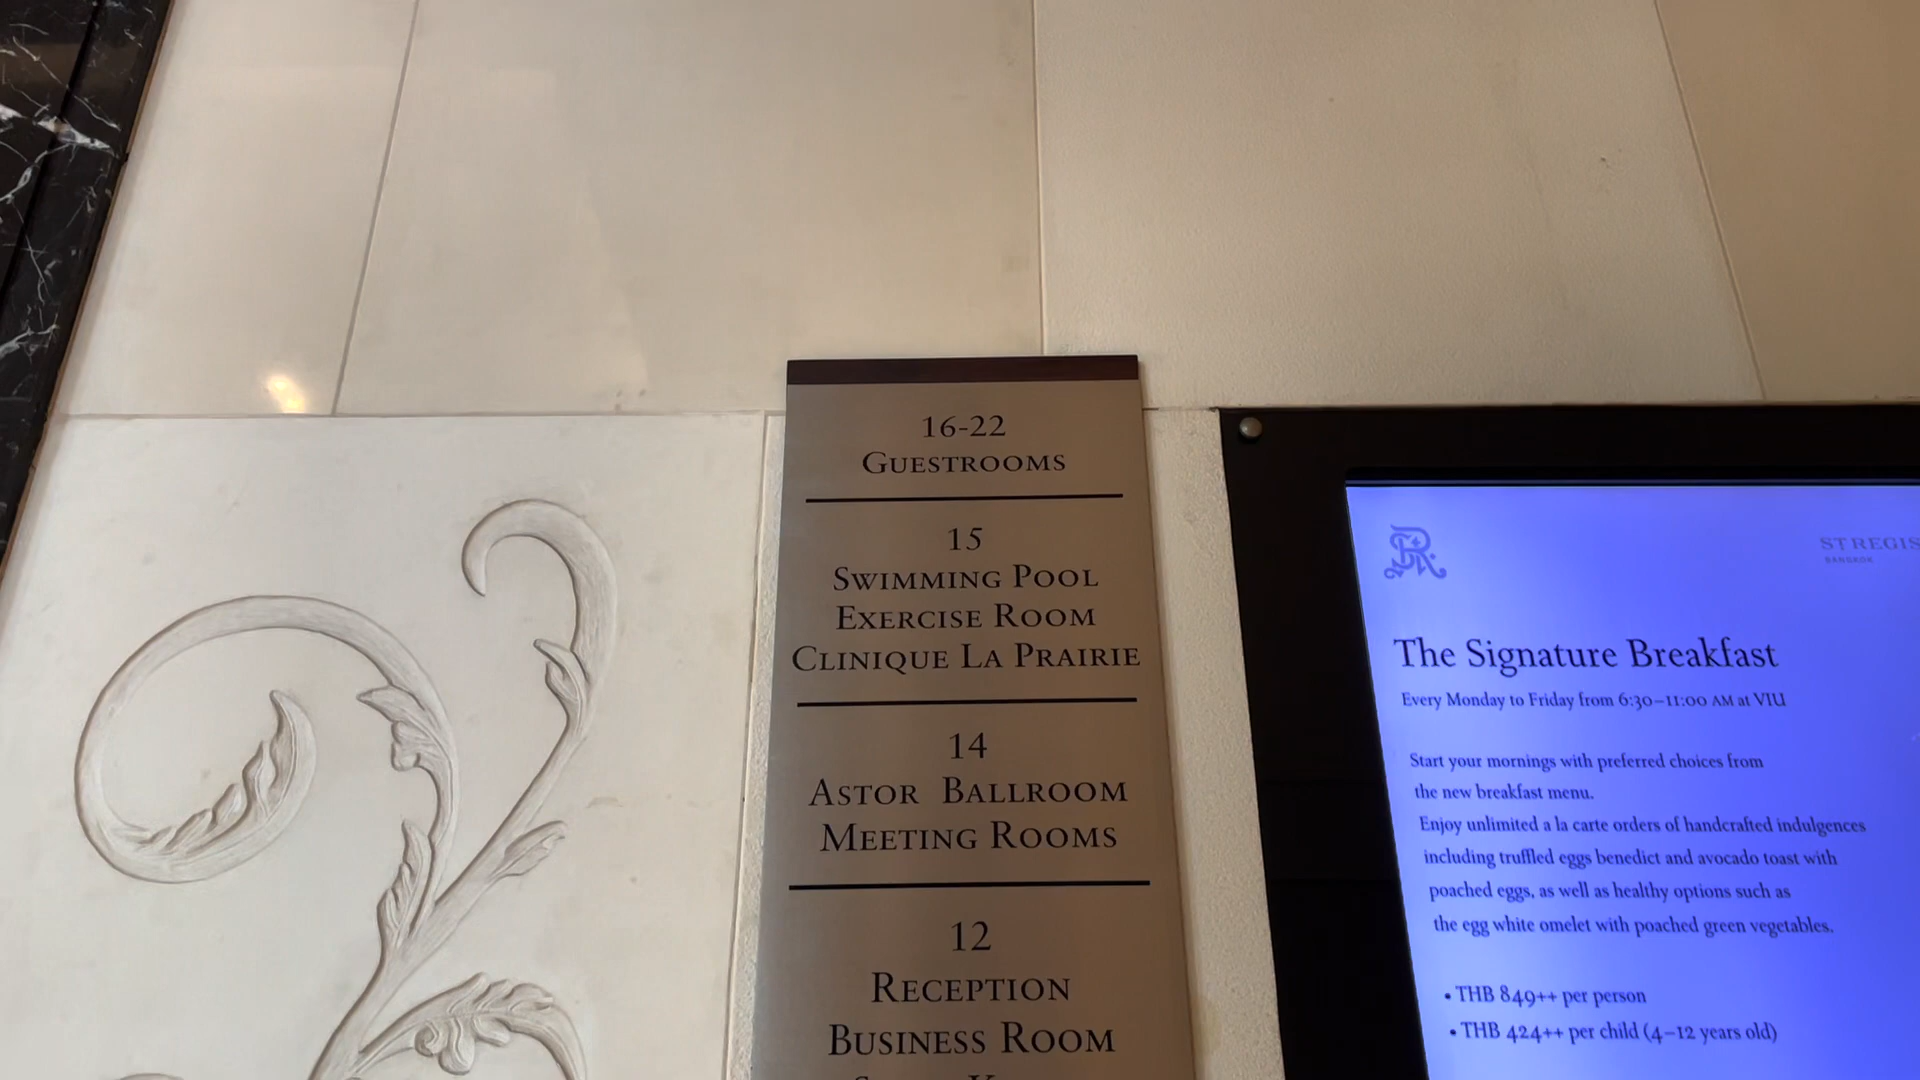 16-22
GUESTROOMS
15
SWIMMING POOL
EXERCISE ROOM
CLINIQUE LA PRAIRIE
14
ASTOR BALLROOM
MEETING ROOMS
12
RECEPTION
BUSINESS ROOM
ST REGIS
BANGKOK
The Signature Breakfast
Every Monday to Friday from 6:30–11:00 AM at VIU
Start your mornings with preferred choices from
the new breakfast menu.
Enjoy unlimited a la carte orders of handcrafted indulgences
including truffled eggs benedict and avocado toast with
poached eggs, as well as healthy options such as
the egg white omelet with poached green vegetables.
• THB 849++ per person
• THB 424++ per child (4–12 years old)